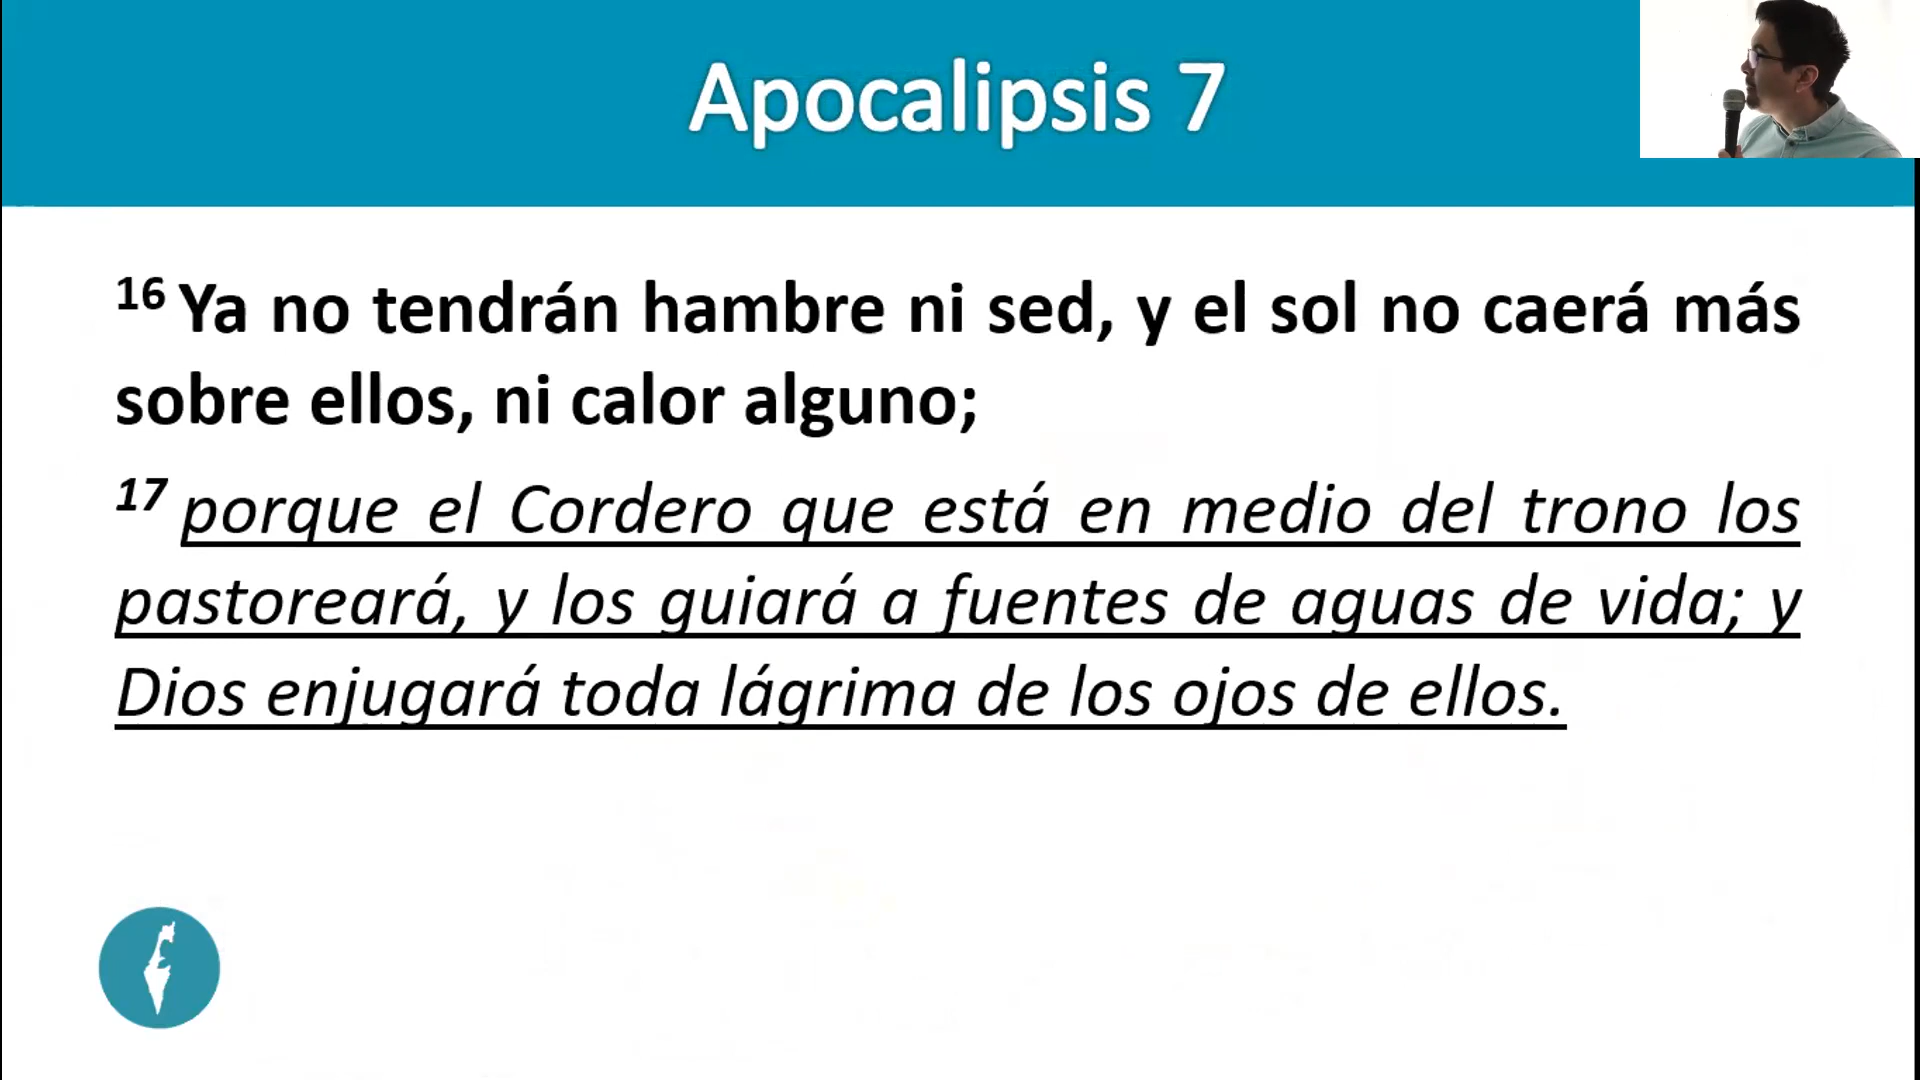 Apocalipsis 7
16 Ya no tendrán hambre ni sed, y el sol no caerá más
sobre ellos, ni calor alguno;
17 porque el Cordero que está en medio del trono los
pastoreará, y los guiará a fuentes de aguas de vida; y
Dios enjugará toda lágrima de los ojos de ellos.